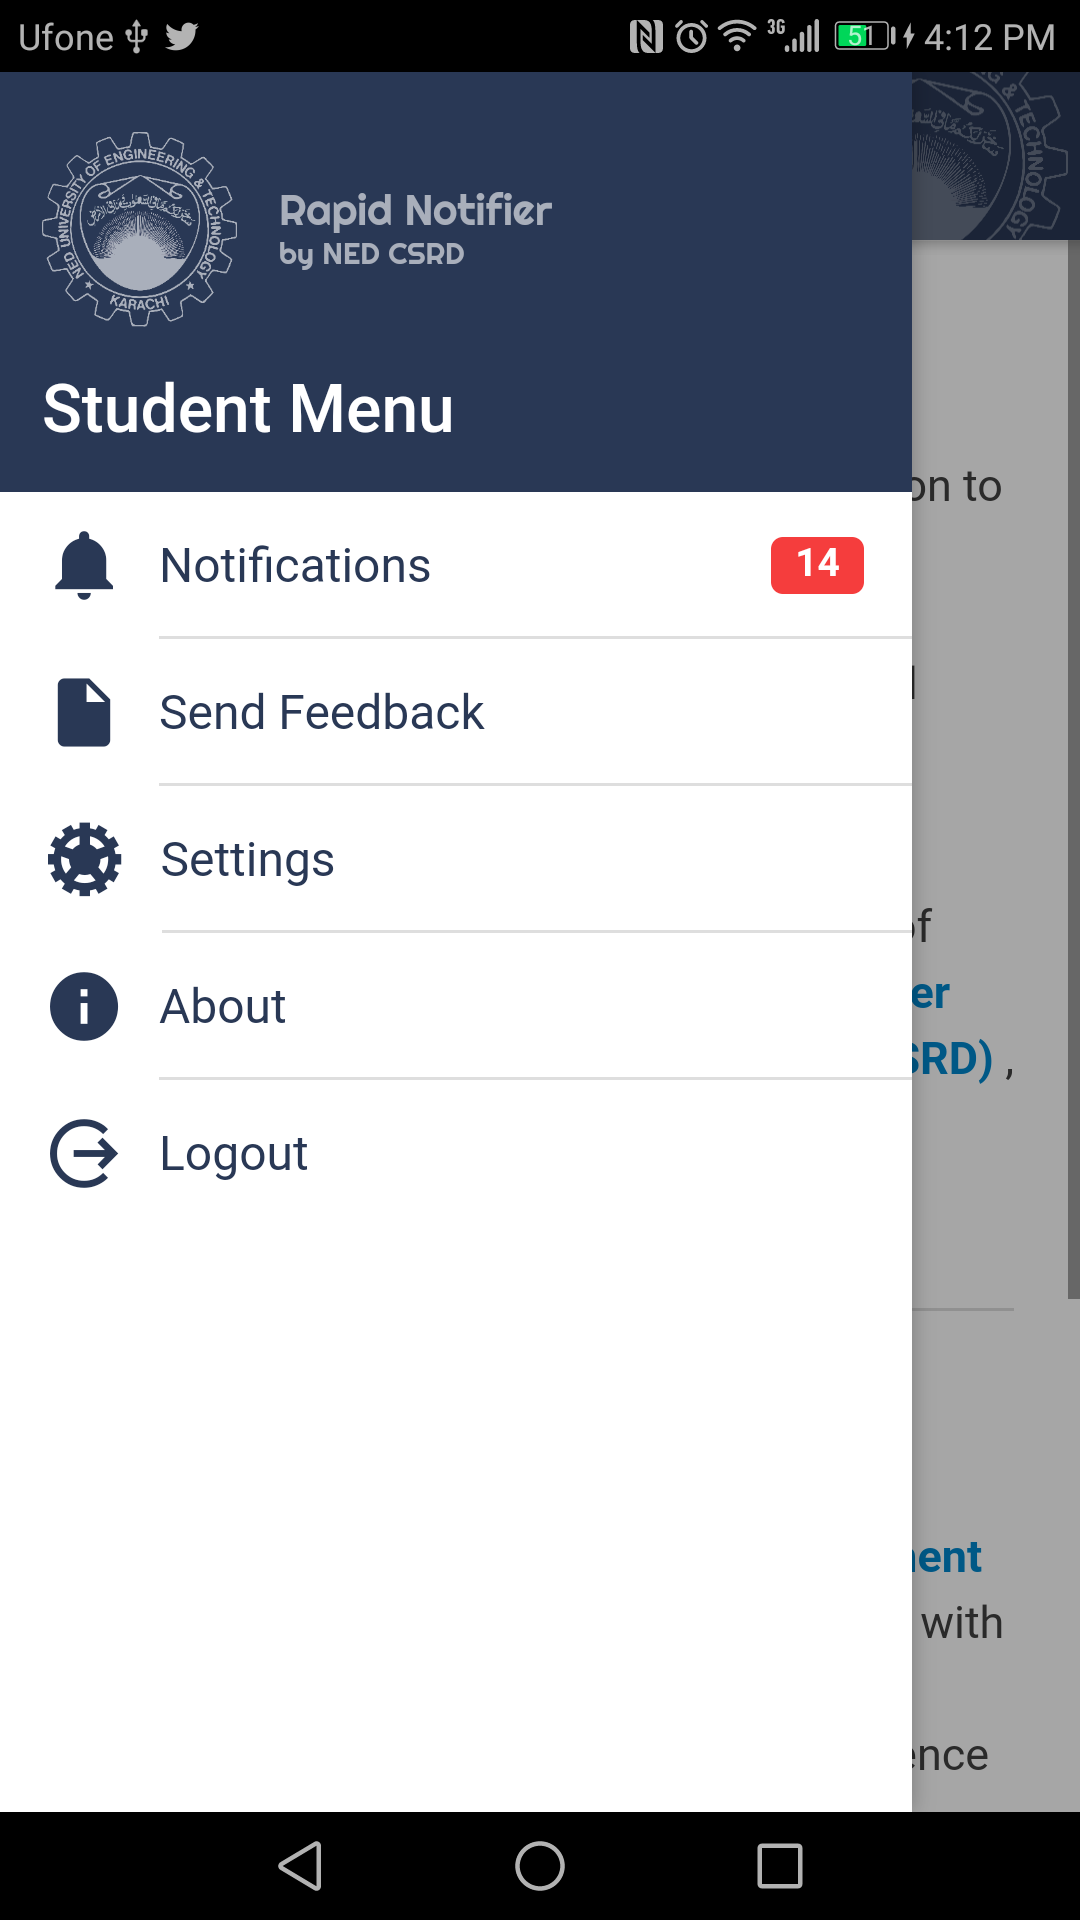 Ufone 3G 51 4:12 PM
NED UNIVERSITY OF ENGINEERING & TECHNOLOGY
KARACHI
Rapid Notifier
by NED CSRD
G & TECHNOLOGY
Student Menu
on to
Notifications 14
Send Feedback
Settings
of
er
About
SRD) ,
Logout
ent
with
ence